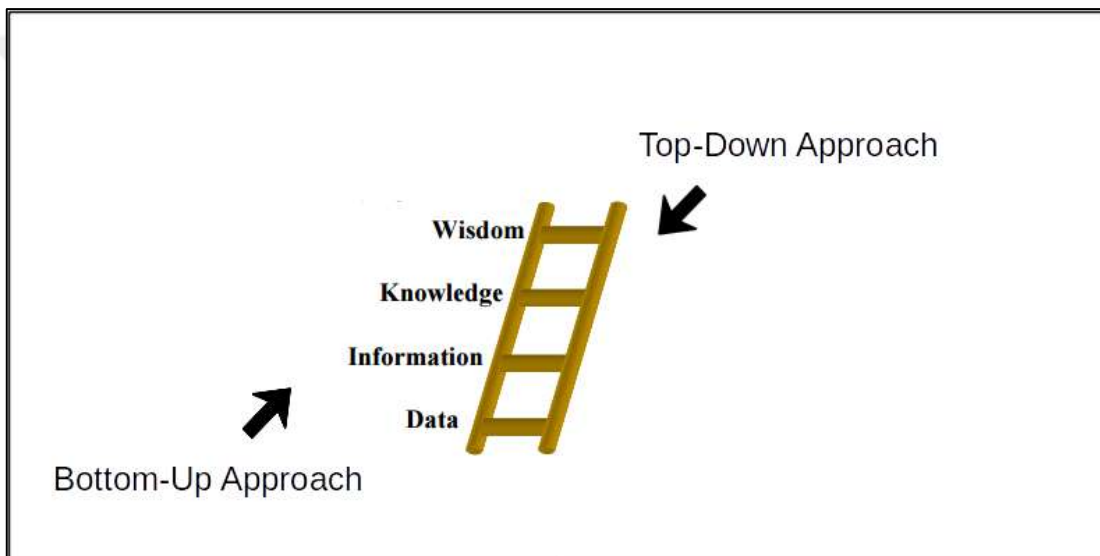 Top-Down Approach
Wisdom
Knowledge
Information
Data
Bottom-Up Approach